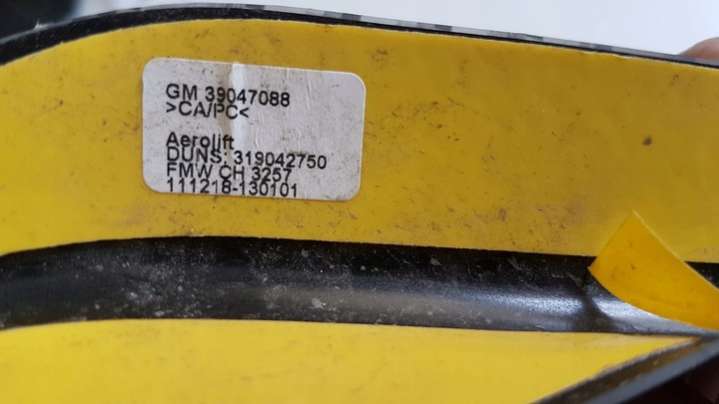 GM 39047088
>CA/PC<
Aerolift
DUNS: 319042750
FMW CH 3257
111218-130101